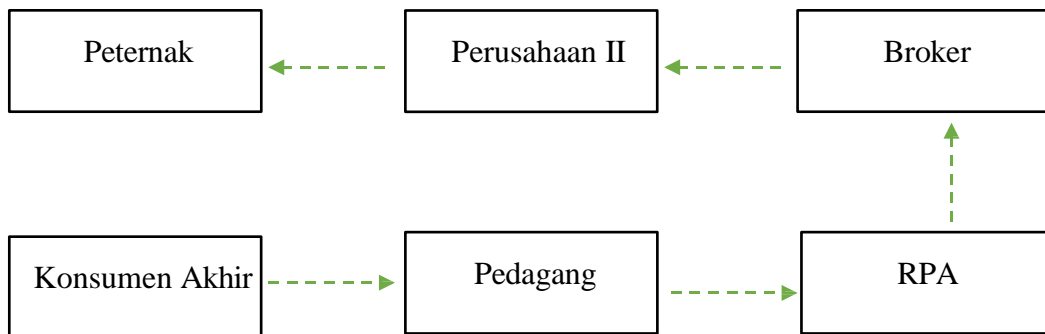 Peternak
Perusahaan II
Broker
Konsumen Akhir
Pedagang
RPA